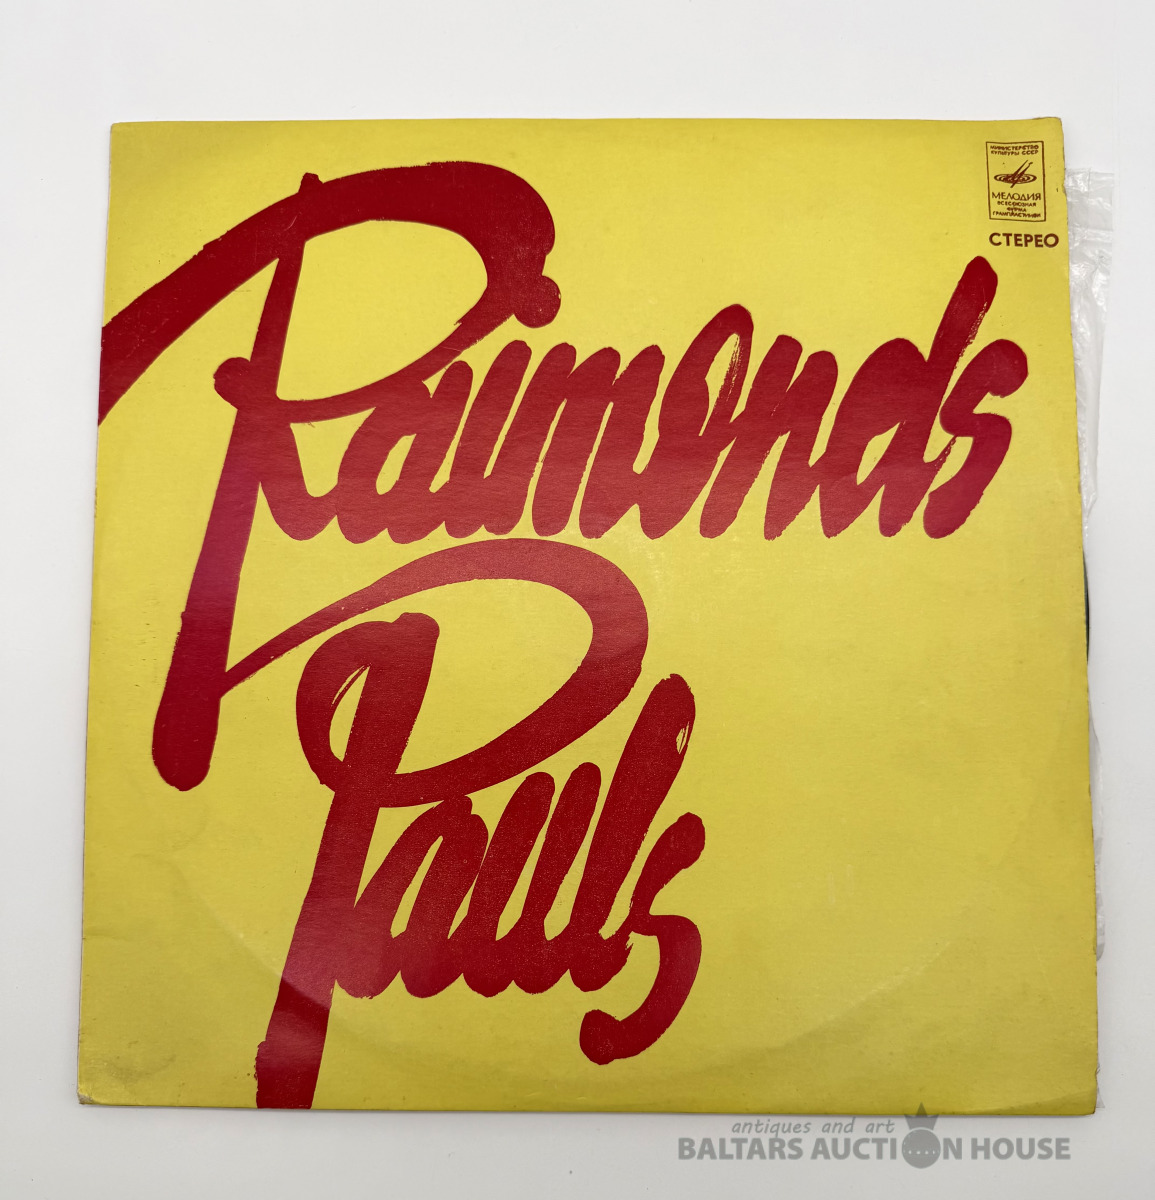 МИНИСТЕРСТВО
КУЛЬТУРЫ СССР
МЕЛОДИЯ
ВСЕСОЮЗНАЯ
ФИРМА
ГРАМПЛАСТИНОК
СТЕРЕО
Raimonds
Pauls
antiques and art
BALTARS AUCTION HOUSE